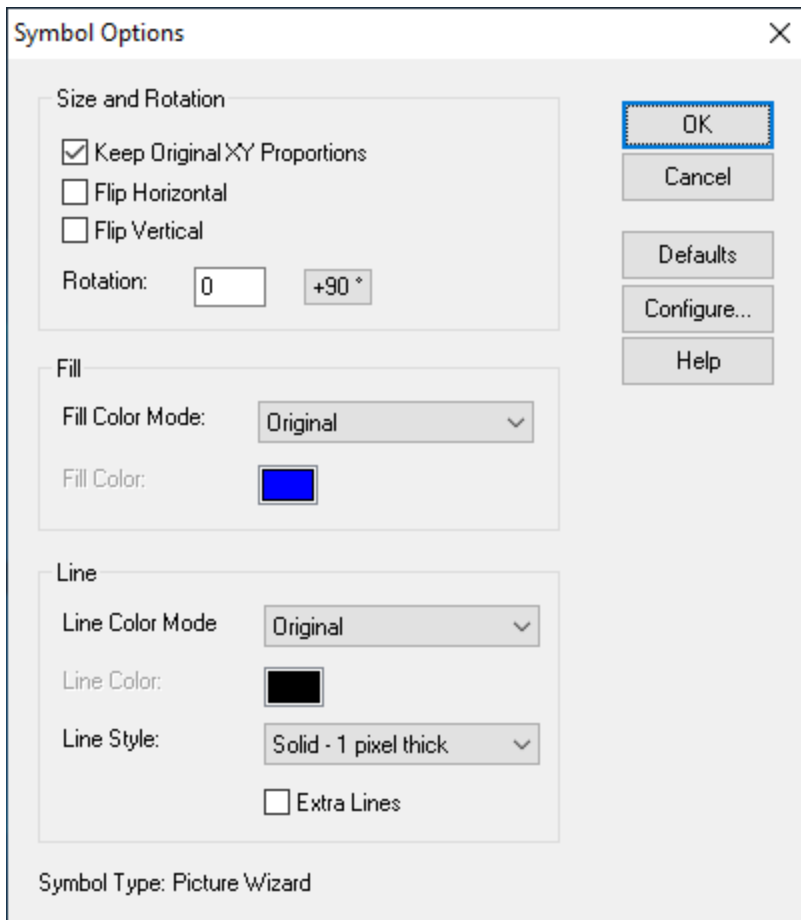 Symbol Options
Size and Rotation
Keep Original XY Proportions
Flip Horizontal
Flip Vertical
Rotation: 0 +90 °
OK
Cancel
Defaults
Configure...
Help
Fill
Fill Color Mode: Original
Fill Color:
Line
Line Color Mode Original
Line Color:
Line Style: Solid - 1 pixel thick
Extra Lines
Symbol Type: Picture Wizard